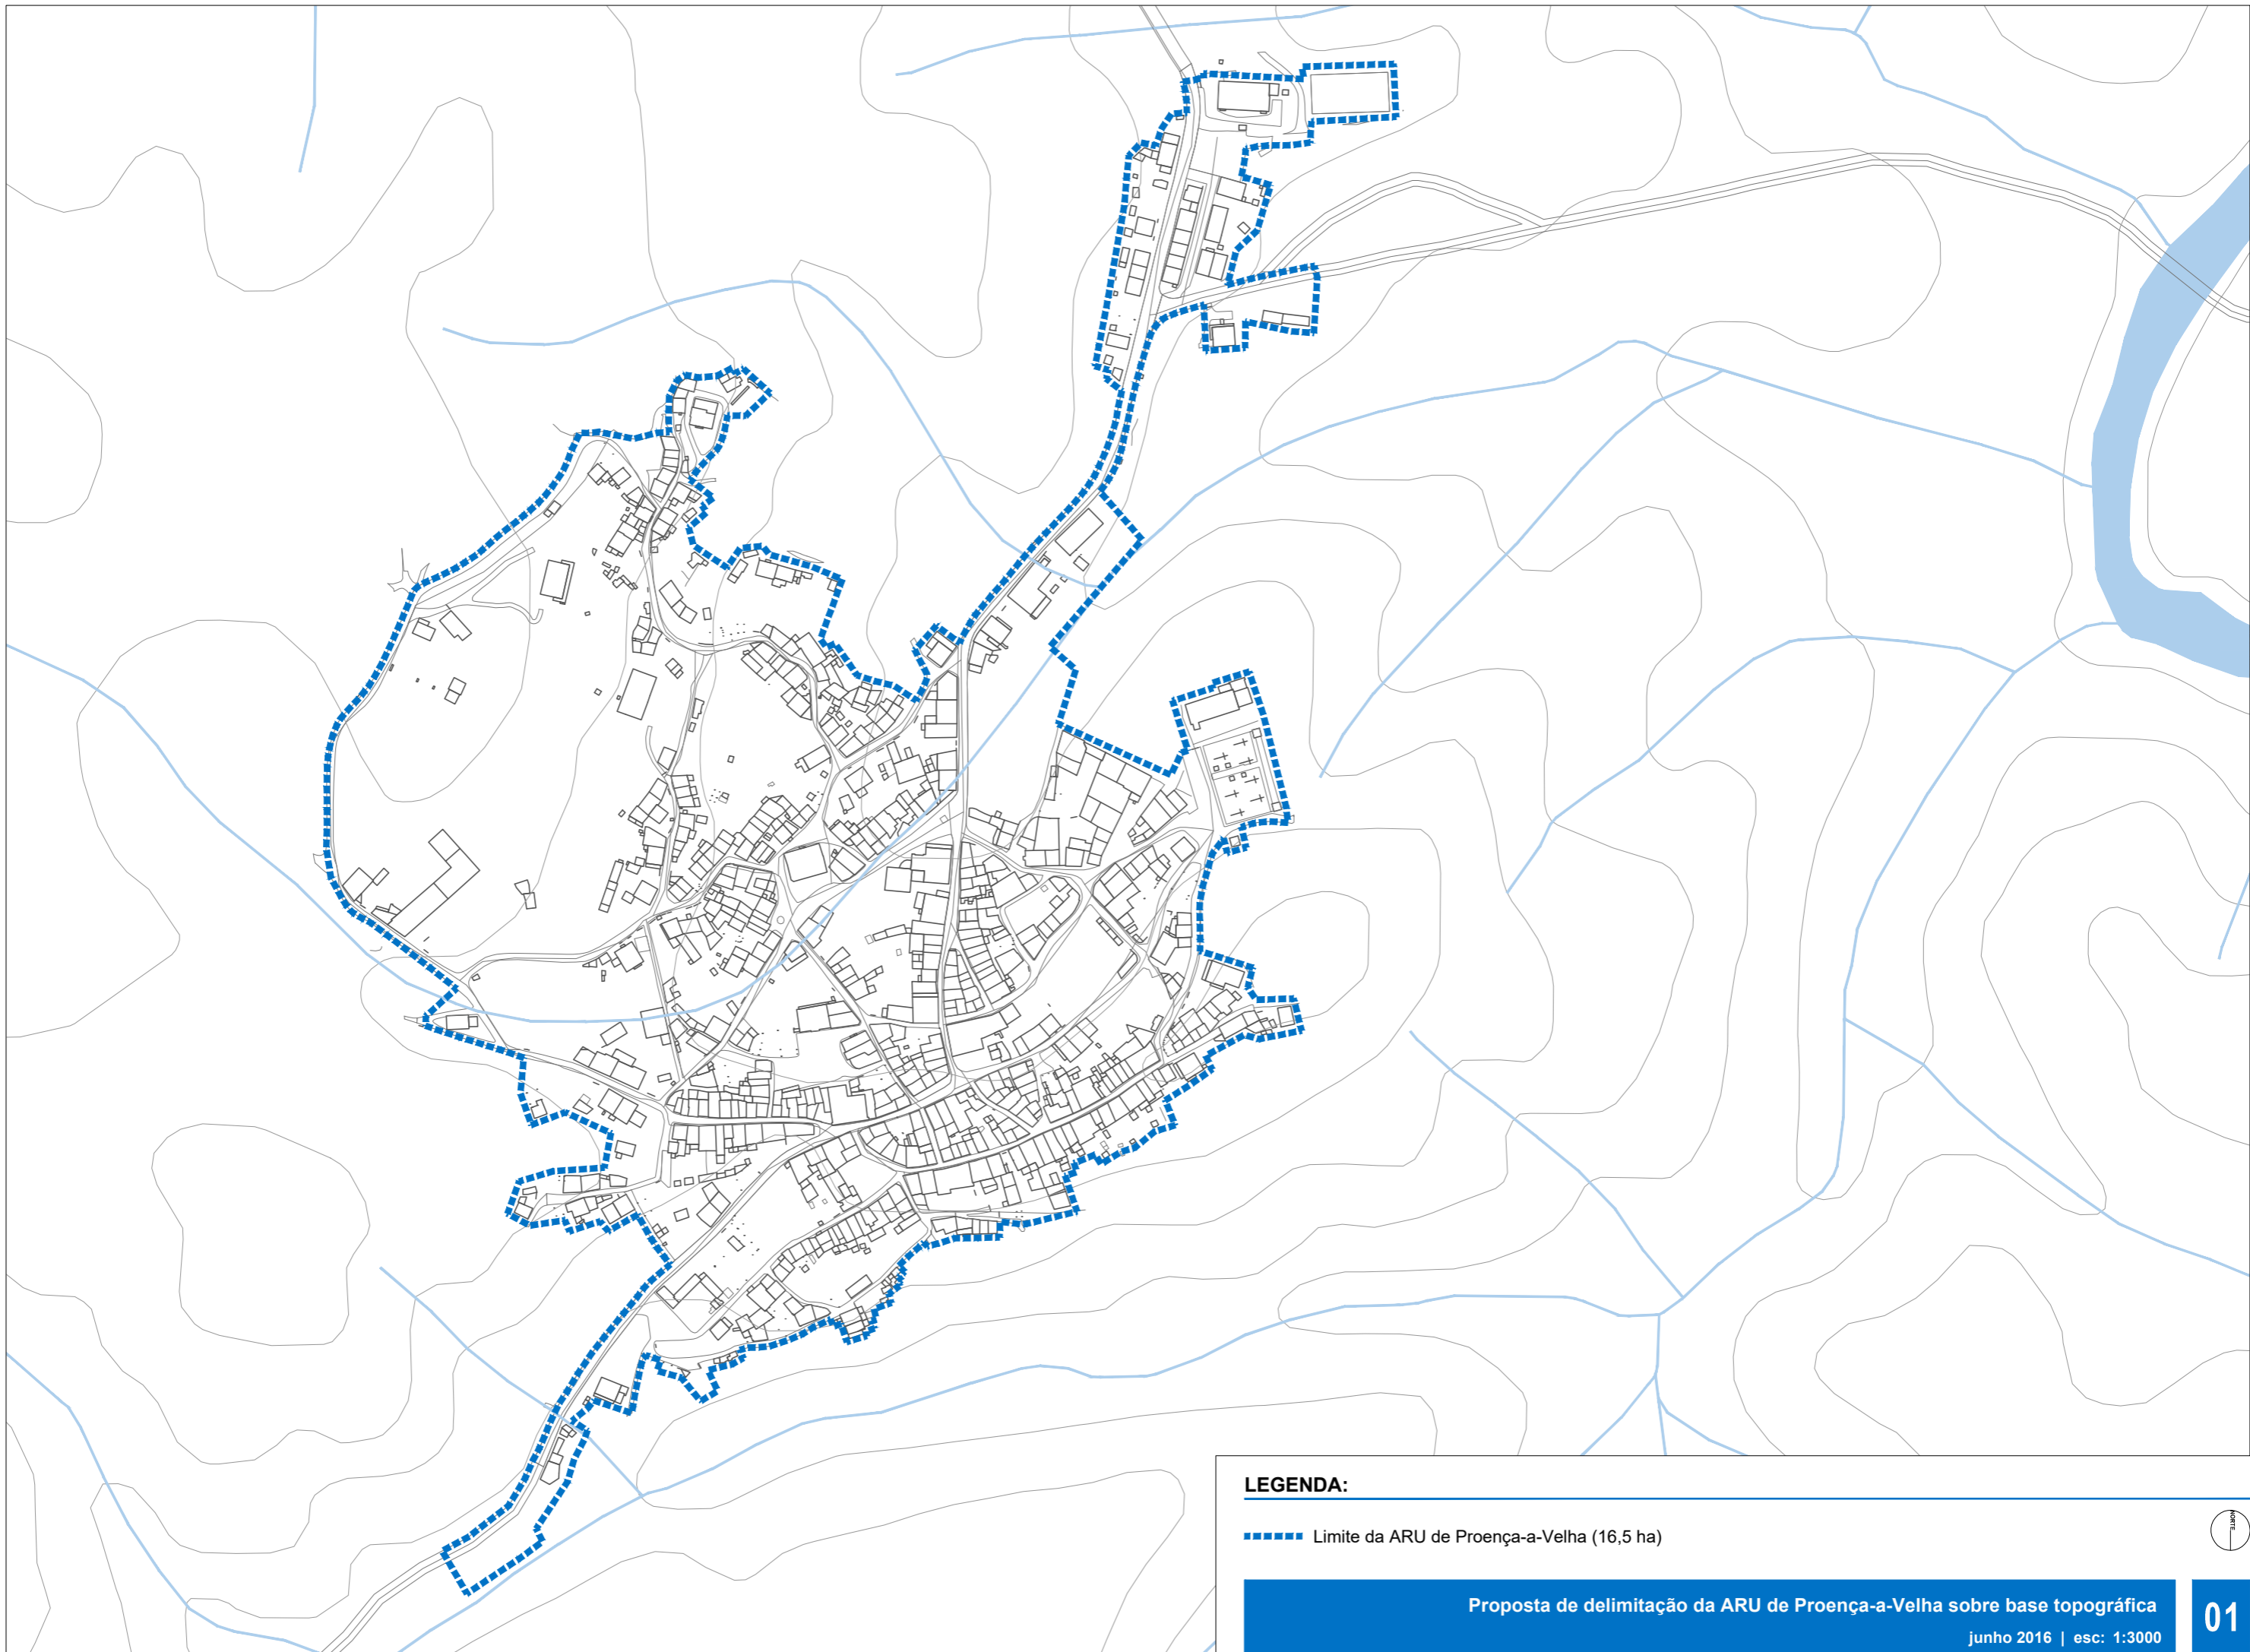 LEGENDA:
NORTE
Limite da ARU de Proença-a-Velha (16,5 ha)
Proposta de delimitação da ARU de Proença-a-Velha sobre base topográfica
01
junho 2016 | esc: 1:3000